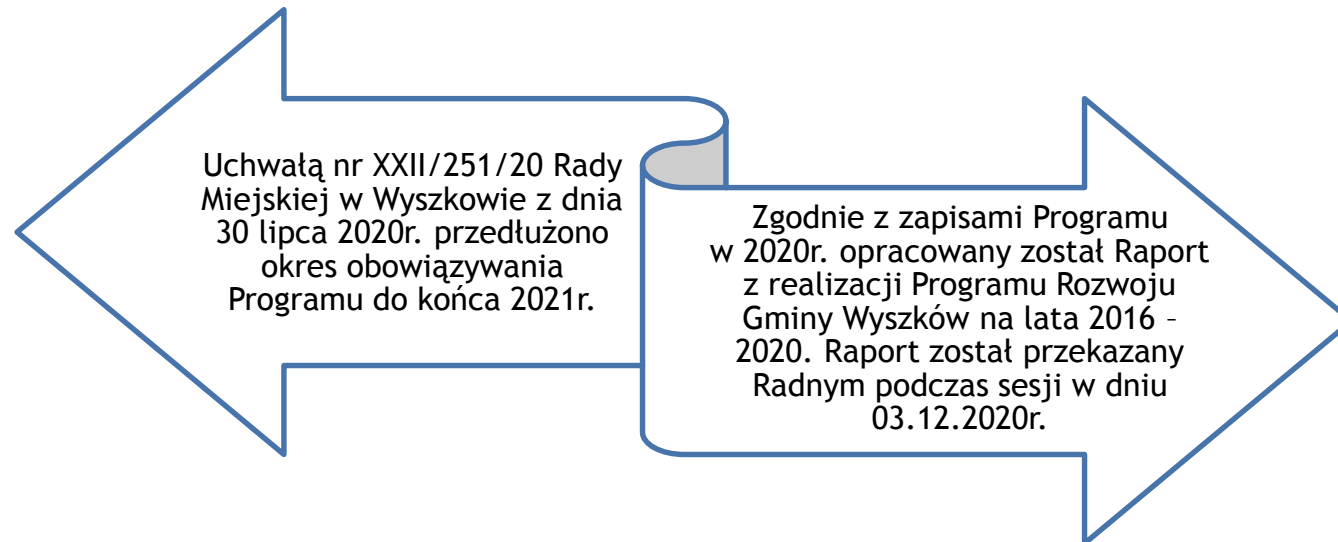 Uchwałą nr XXII/251/20 Rady
Miejskiej w Wyszkowie z dnia
30 lipca 2020r. przedłużono
okres obowiązywania
Programu do końca 2021r.
Zgodnie z zapisami Programu
w 2020r. opracowany został Raport
z realizacji Programu Rozwoju
Gminy Wyszków na lata 2016 –
2020. Raport został przekazany
Radnym podczas sesji w dniu
03.12.2020r.